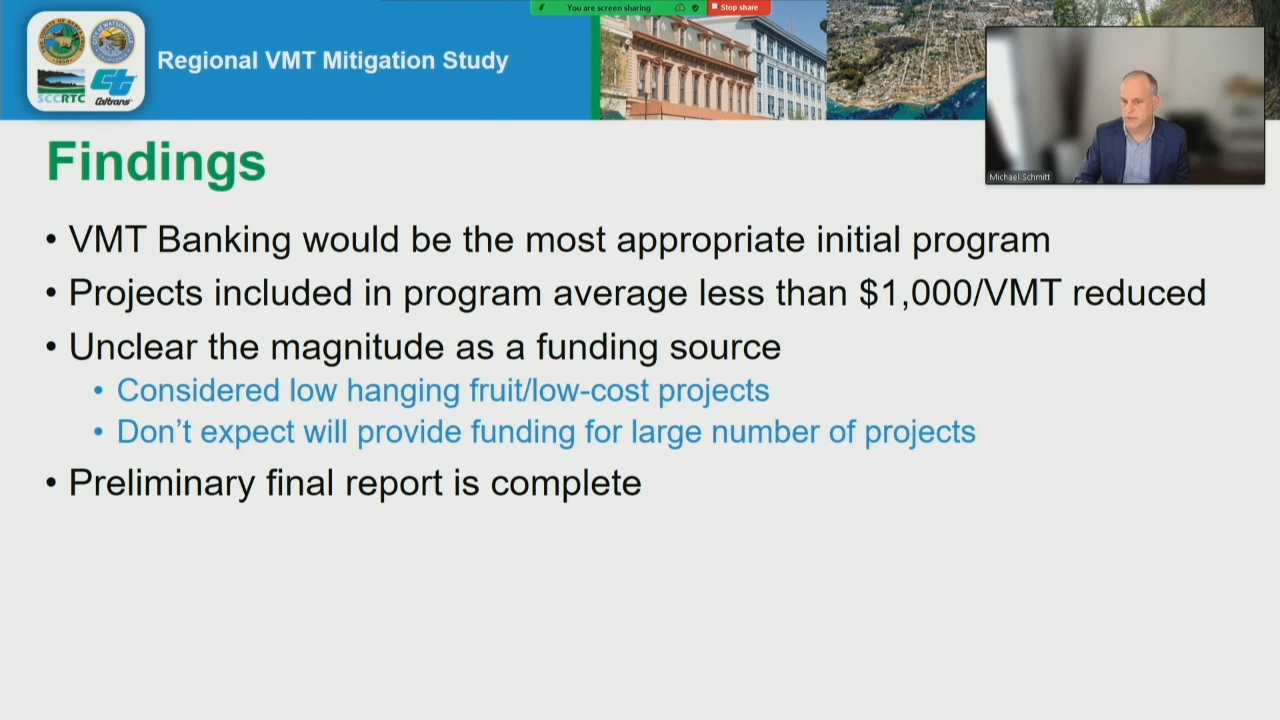 You are screen sharing
Stop share
Regional VMT Mitigation Study
SCCRTC
Caltrans
Michael Schmitt
Findings
• VMT Banking would be the most appropriate initial program
• Projects included in program average less than $1,000/VMT reduced
• Unclear the magnitude as a funding source
• Considered low hanging fruit/low-cost projects
• Don't expect will provide funding for large number of projects
• Preliminary final report is complete